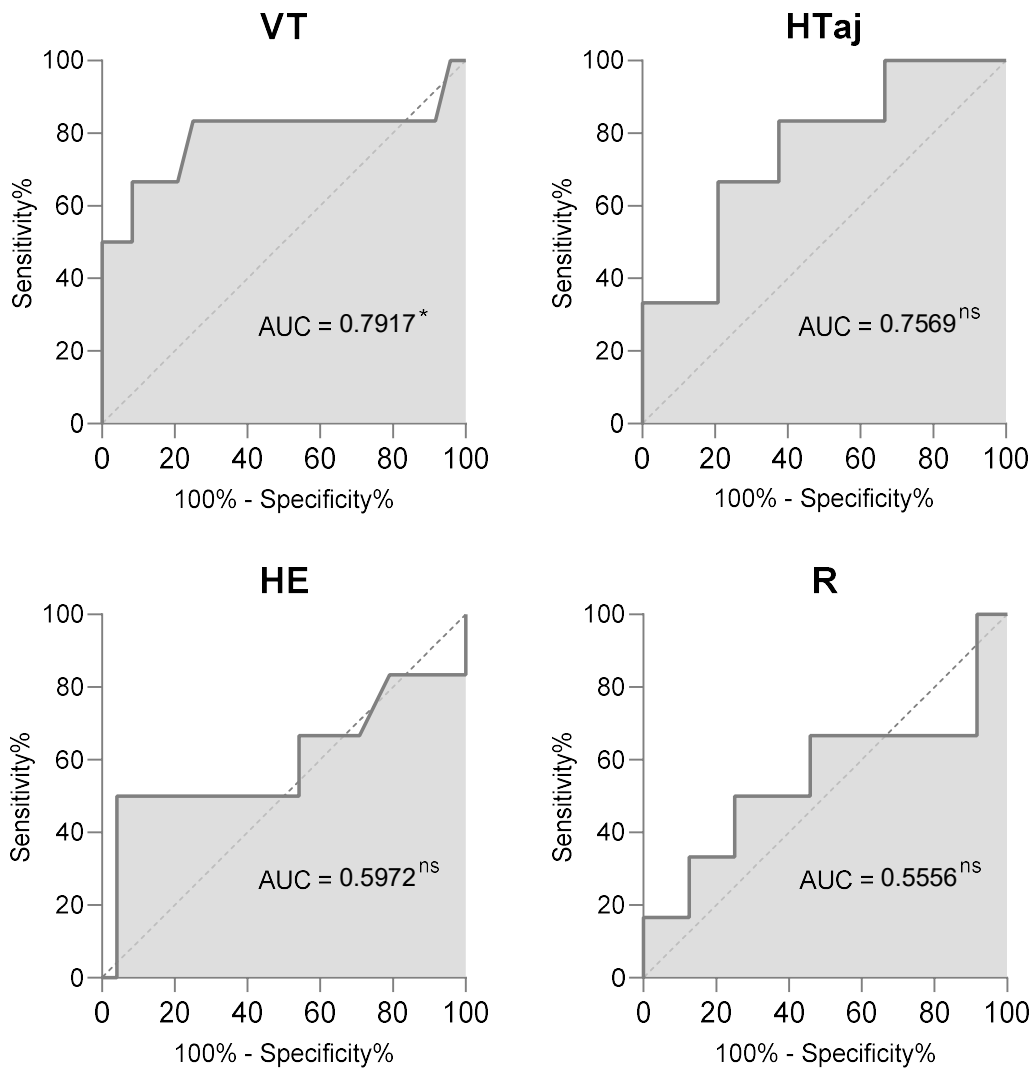 VT
100
80
60
40
20
0
Sensitivity%
AUC = 0.7917*
0 20 40 60 80 100
100% - Specificity%
HTaj
100
80
60
40
20
0
Sensitivity%
AUC = 0.7569ns
0 20 40 60 80 100
100% - Specificity%
HE
100
80
60
40
20
0
Sensitivity%
AUC = 0.5972ns
0 20 40 60 80 100
100% - Specificity%
R
100
80
60
40
20
0
Sensitivity%
AUC = 0.5556ns
0 20 40 60 80 100
100% - Specificity%